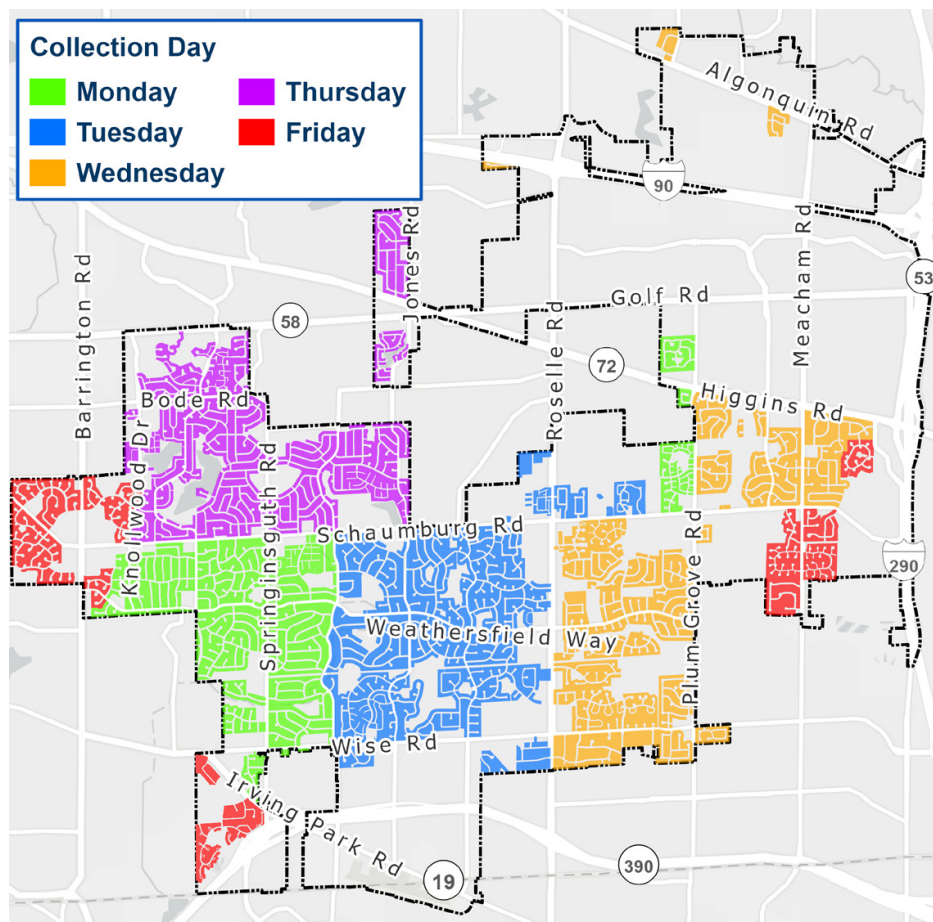 Collection Day
Monday
Thursday
Tuesday
Friday
Wednesday
Algonquin Rd
90
Meacham Rd
53
Barrington Rd
Jones Rd
58
Golf Rd
Roselle Rd
72
Higgins Rd
Bode Rd
Knollwood Dr
Springinsguth Rd
Schaumburg Rd
290
Weathersfield Way
Plum Grove Rd
Wise Rd
Irving Park Rd
19
390